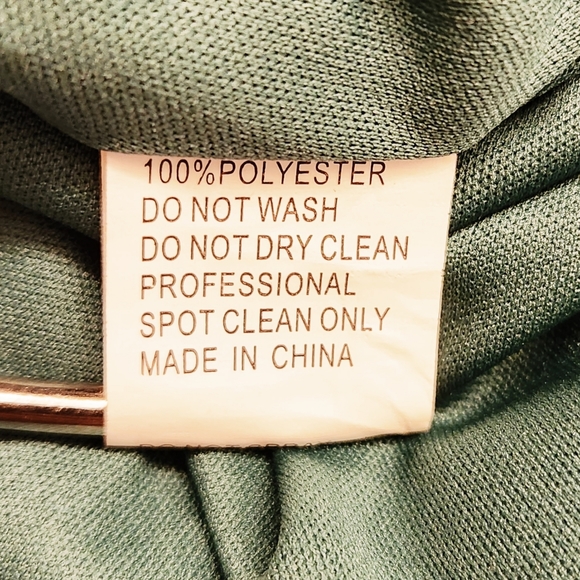 100%POLYESTER
DO NOT WASH
DO NOT DRY CLEAN
PROFESSIONAL
SPOT CLEAN ONLY
MADE IN CHINA